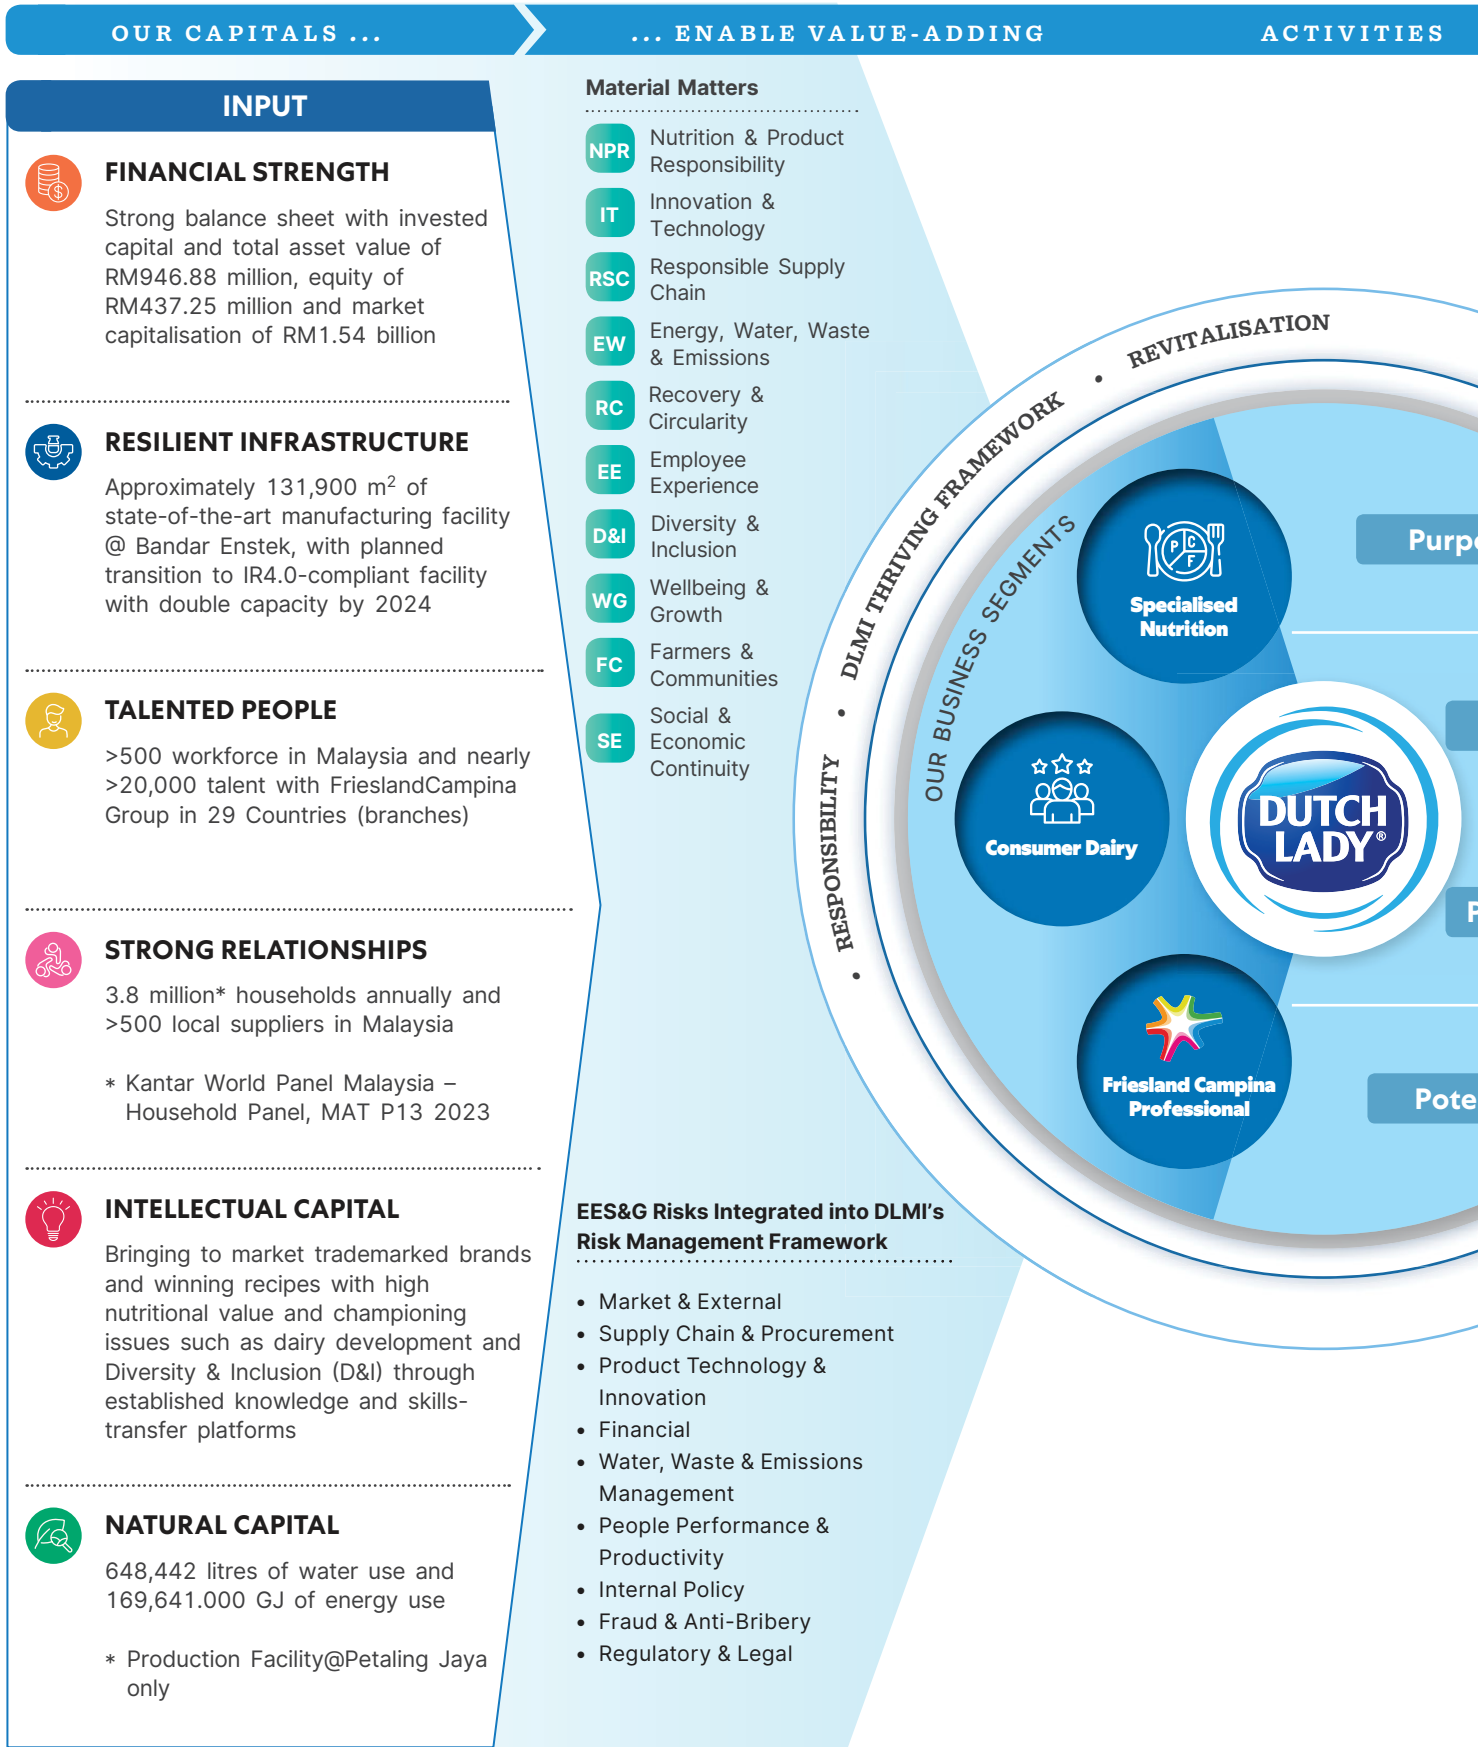 OUR CAPITALS ...
... ENABLE VALUE-ADDING
ACTIVITIES
INPUT
FINANCIAL STRENGTH
Strong balance sheet with invested
capital and total asset value of
RM946.88 million, equity of
RM437.25 million and market
capitalisation of RM1.54 billion
RESILIENT INFRASTRUCTURE
Approximately 131,900 m² of
state-of-the-art manufacturing facility
@ Bandar Enstek, with planned
transition to IR4.0-compliant facility
with double capacity by 2024
TALENTED PEOPLE
>500 workforce in Malaysia and nearly
>20,000 talent with FrieslandCampina
Group in 29 Countries (branches)
STRONG RELATIONSHIPS
3.8 million* households annually and
>500 local suppliers in Malaysia
* Kantar World Panel Malaysia –
Household Panel, MAT P13 2023
INTELLECTUAL CAPITAL
Bringing to market trademarked brands
and winning recipes with high
nutritional value and championing
issues such as dairy development and
Diversity & Inclusion (D&I) through
established knowledge and skills-
transfer platforms
NATURAL CAPITAL
648,442 litres of water use and
169,641.000 GJ of energy use
* Production Facility@Petaling Jaya
only
Material Matters
NPR Nutrition & Product
Responsibility
IT Innovation &
Technology
RSC Responsible Supply
Chain
EW Energy, Water, Waste
& Emissions
RC Recovery &
Circularity
EE Employee
Experience
D&I Diversity &
Inclusion
WG Wellbeing &
Growth
FC Farmers &
Communities
SE Social &
Economic
Continuity
EES&G Risks Integrated into DLMI's
Risk Management Framework
• Market & External
• Supply Chain & Procurement
• Product Technology &
Innovation
• Financial
• Water, Waste & Emissions
Management
• People Performance &
Productivity
• Internal Policy
• Fraud & Anti-Bribery
• Regulatory & Legal
• RESPONSIBILITY • DLMI THRIVING FRAMEWORK • REVITALISATION
OUR BUSINESS SEGMENTS
P C F
Specialised
Nutrition
Consumer Dairy
Friesland Campina
Professional
DUTCH
LADY®
Purpo
P
Pote